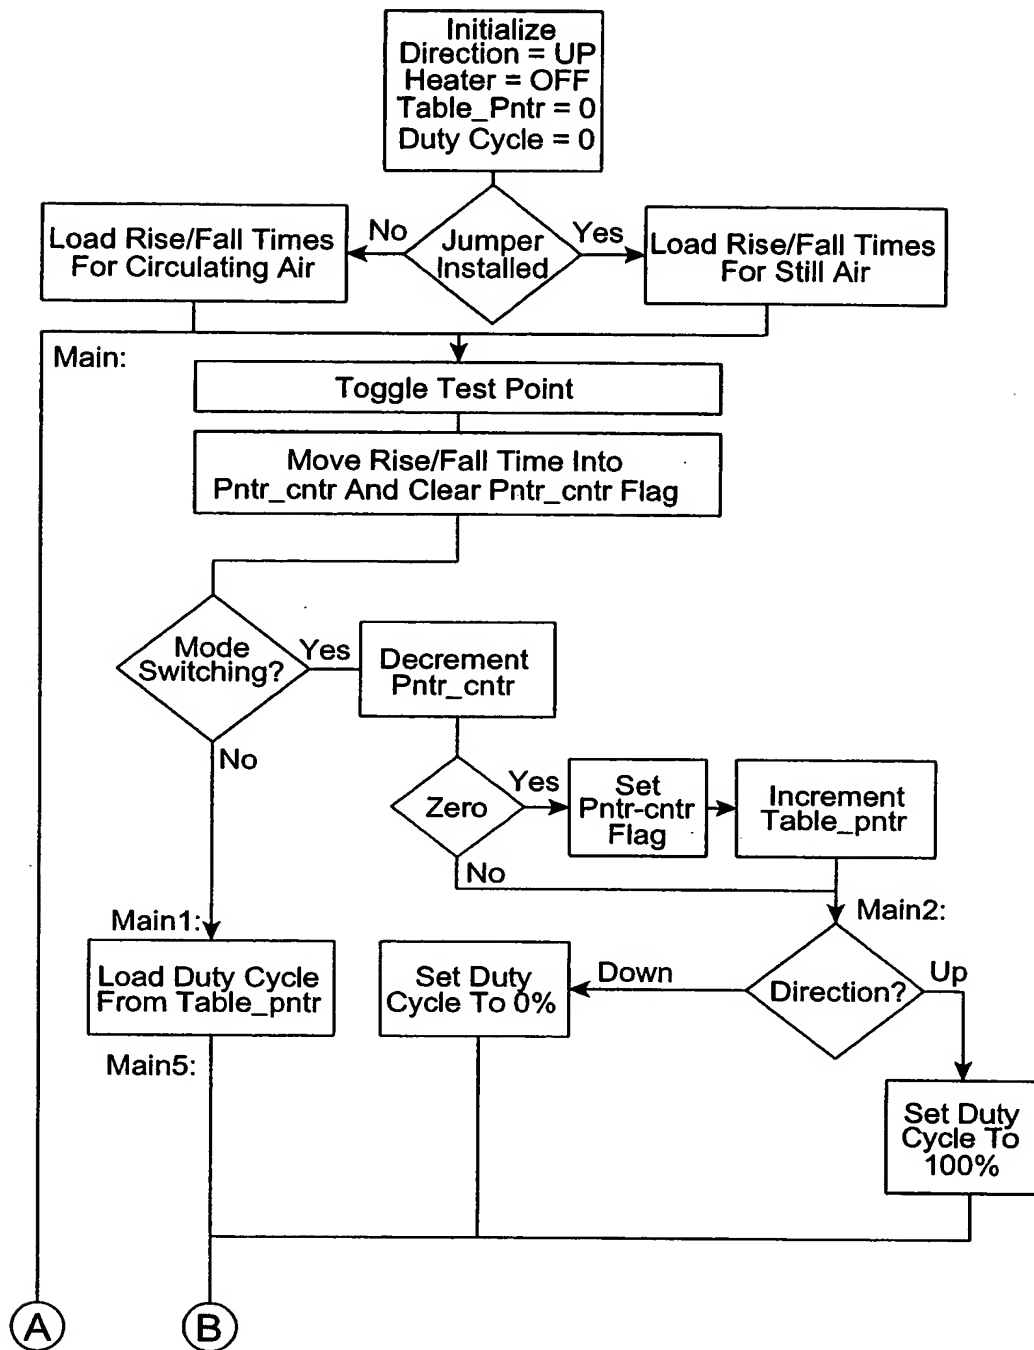 Initialize
Direction = UP
Heater = OFF
Table_Pntr = 0
Duty Cycle = 0
Load Rise/Fall Times
For Circulating Air
No
Jumper
Installed
Yes
Load Rise/Fall Times
For Still Air
Main:
Toggle Test Point
Move Rise/Fall Time Into
Pntr_cntr And Clear Pntr_cntr Flag
Mode
Switching?
Yes
Decrement
Pntr_cntr
No
Zero
Yes
Set
Pntr-cntr
Flag
Increment
Table_pntr
No
Main1:
Main2:
Load Duty Cycle
From Table_pntr
Set Duty
Cycle To 0%
Down
Direction?
Up
Main5:
Set Duty
Cycle To
100%
A
B